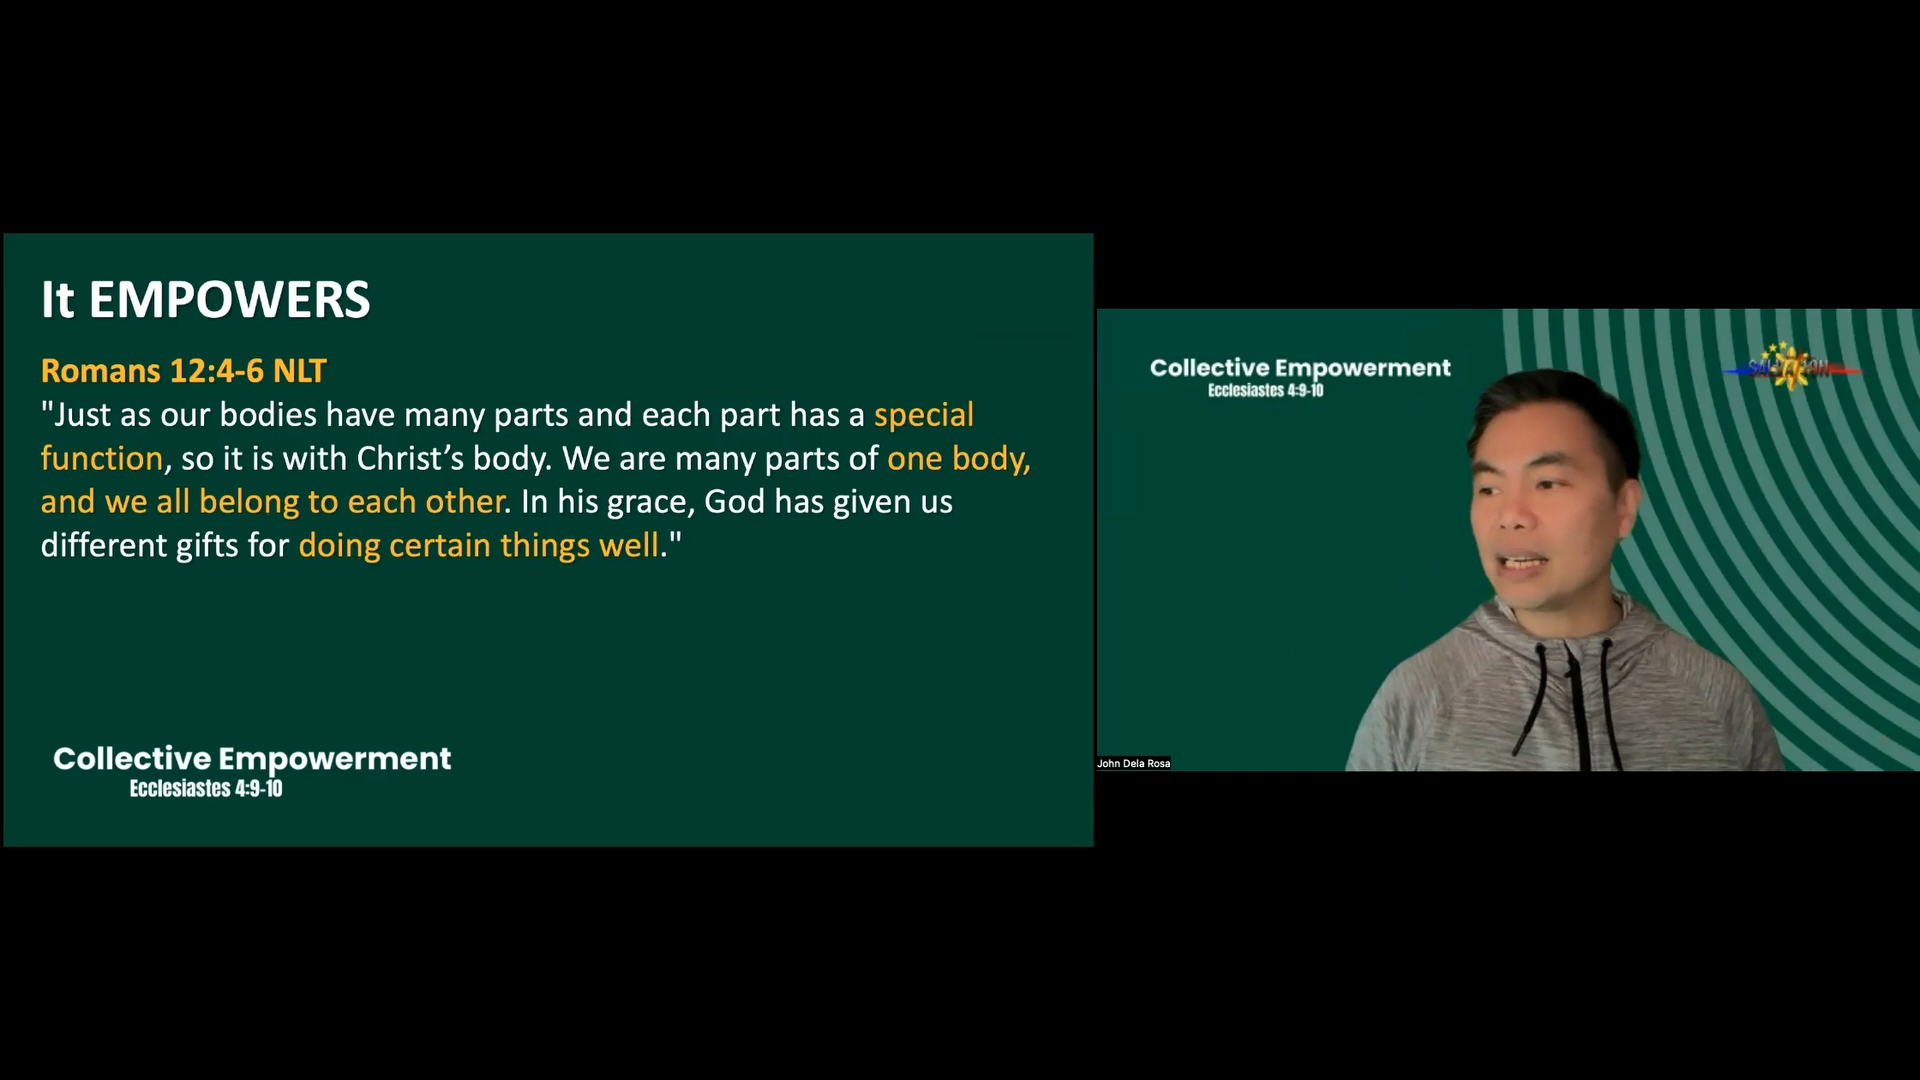 It EMPOWERS
Romans 12:4-6 NLT
"Just as our bodies have many parts and each part has a special
function, so it is with Christ’s body. We are many parts of one body,
and we all belong to each other. In his grace, God has given us
different gifts for doing certain things well."
Collective Empowerment
Ecclesiastes 4:9-10
Collective Empowerment
Ecclesiastes 4:9-10
John Dela Rosa